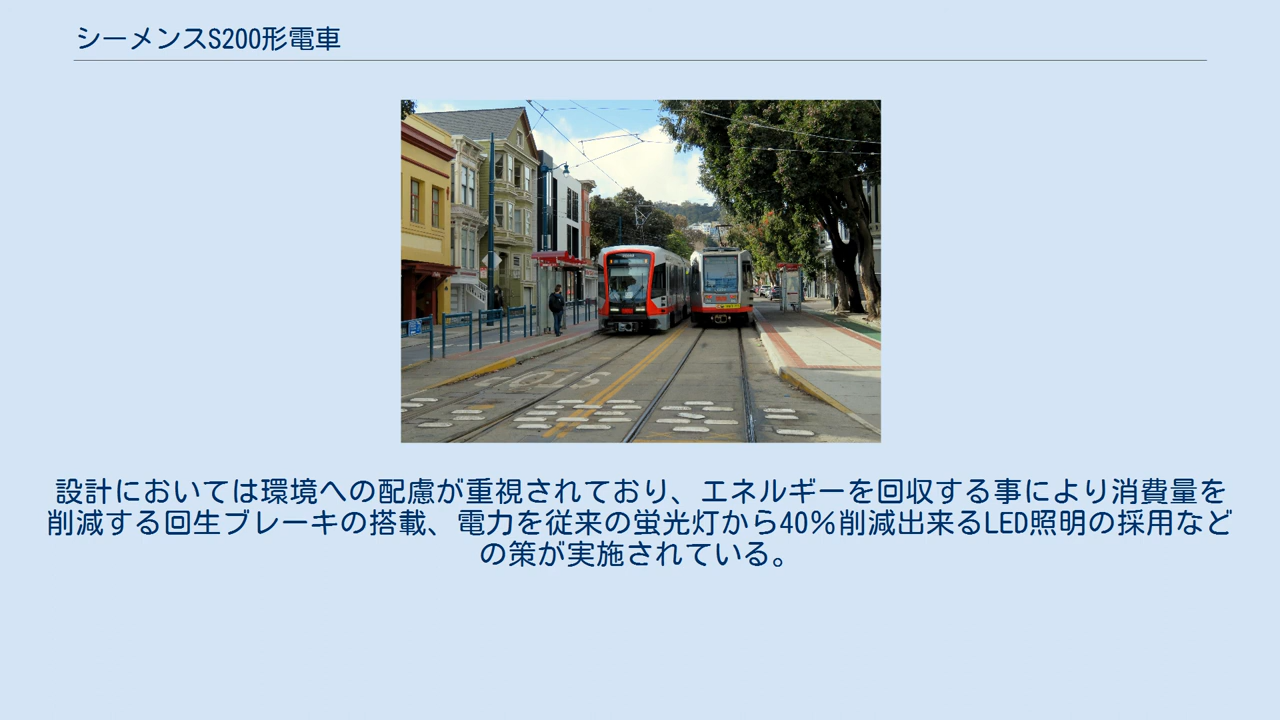 シーメンスS200形電車
STOP
設計においては環境への配慮が重視されており、エネルギーを回収する事により消費量を
削減する回生ブレーキの搭載、電力を従来の蛍光灯から40％削減出来るLED照明の採用など
の策が実施されている。